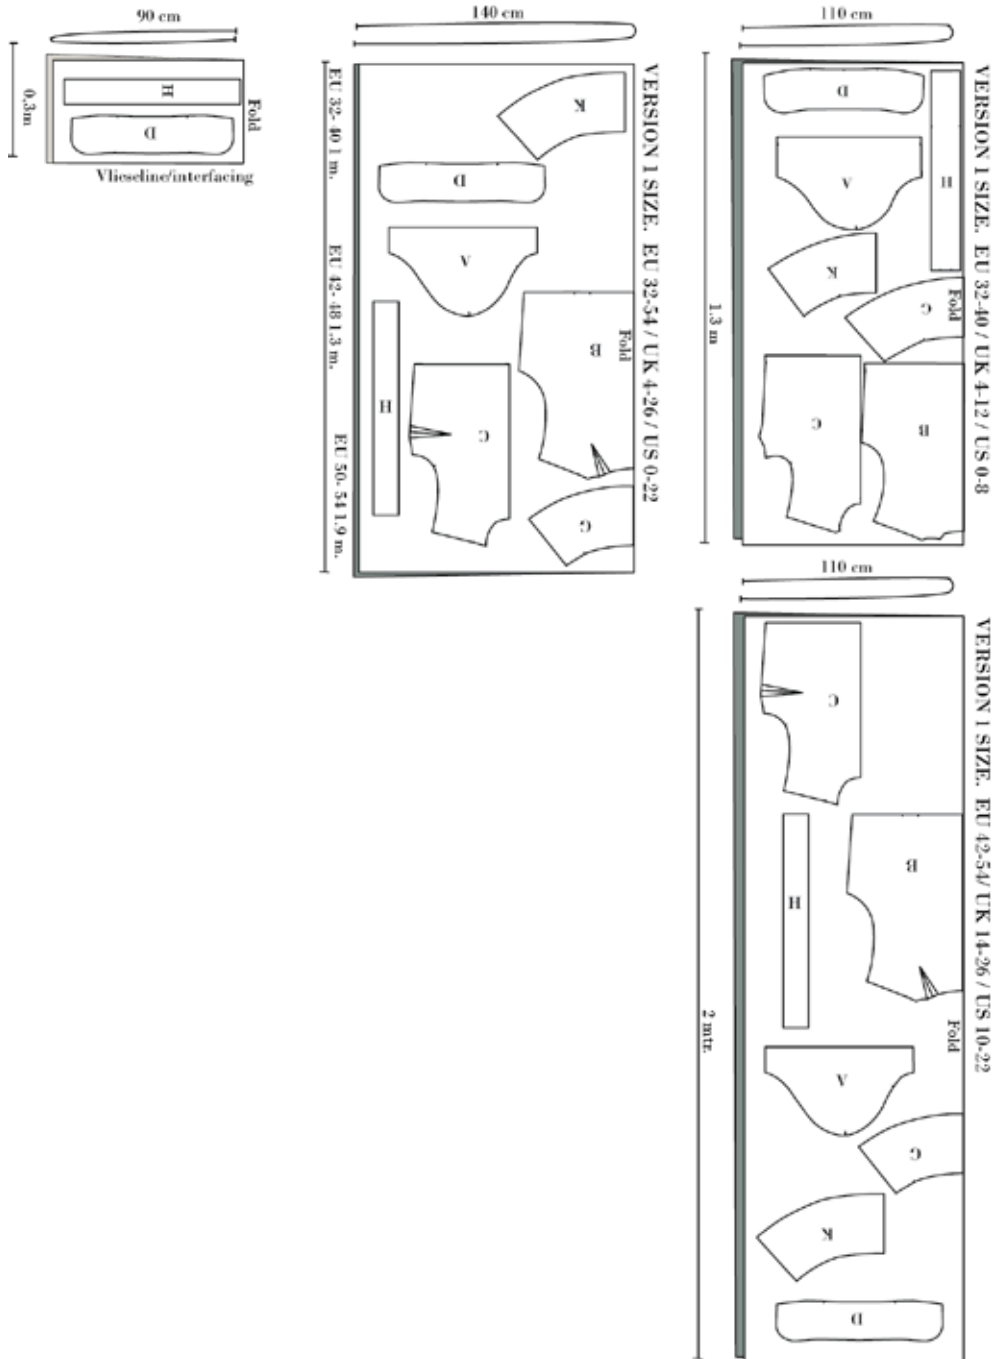 90 cm
0,3m
H
D
Fold
Vlieseline/interfacing
140 cm
EU 32- 40 1 m.
EU 42- 48 1.3 m.
EU 50- 54 1.9 m.
K
D
A
B
Fold
H
C
G
VERSION 1 SIZE. EU 32-54 / UK 4-26 / US 0-22
110 cm
1.3 m
D
H
A
K
G
Fold
C
B
VERSION 1 SIZE. EU 32-40 / UK 4-12 / US 0-8
110 cm
2 mtr.
C
B
H
Fold
A
G
K
D
VERSION 1 SIZE. EU 42-54/ UK 14-26 / US 10-22